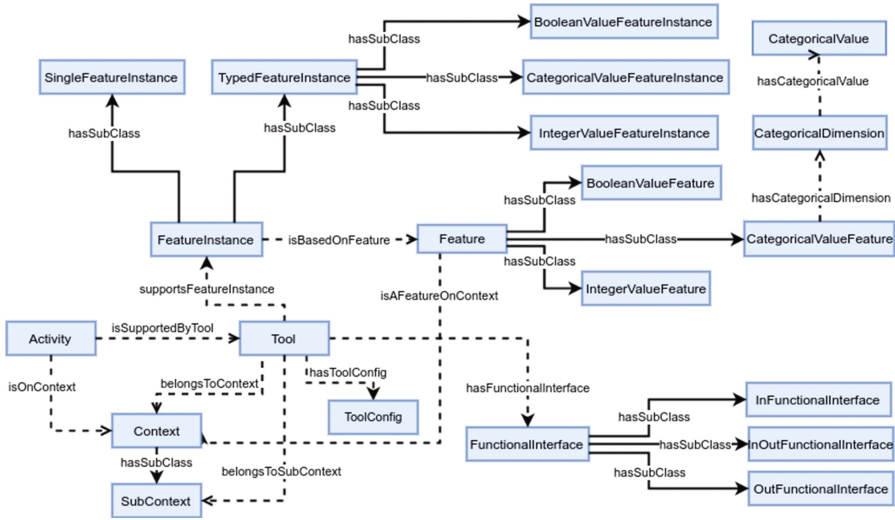 BooleanValueFeatureInstance
hasSubClass
CategoricalValue
SingleFeatureInstance
TypedFeatureInstance
hasSubClass
CategoricalValueFeatureInstance
hasCategoricalValue
hasSubClass
hasSubClass
hasSubClass
IntegerValueFeatureInstance
CategoricalDimension
BooleanValueFeature
hasSubClass
hasCategoricalDimension
FeatureInstance
isBasedOnFeature
Feature
hasSubClass
CategoricalValueFeature
hasSubClass
supportsFeatureInstance
isAFeatureOnContext
IntegerValueFeature
Activity
isSupportedByTool
Tool
isOnContext
belongsToContext
hasToolConfig
hasFunctionalInterface
InFunctionalInterface
ToolConfig
hasSubClass
Context
FunctionalInterface
hasSubClass
InOutFunctionalInterface
hasSubClass
belongsToSubContext
hasSubClass
OutFunctionalInterface
SubContext